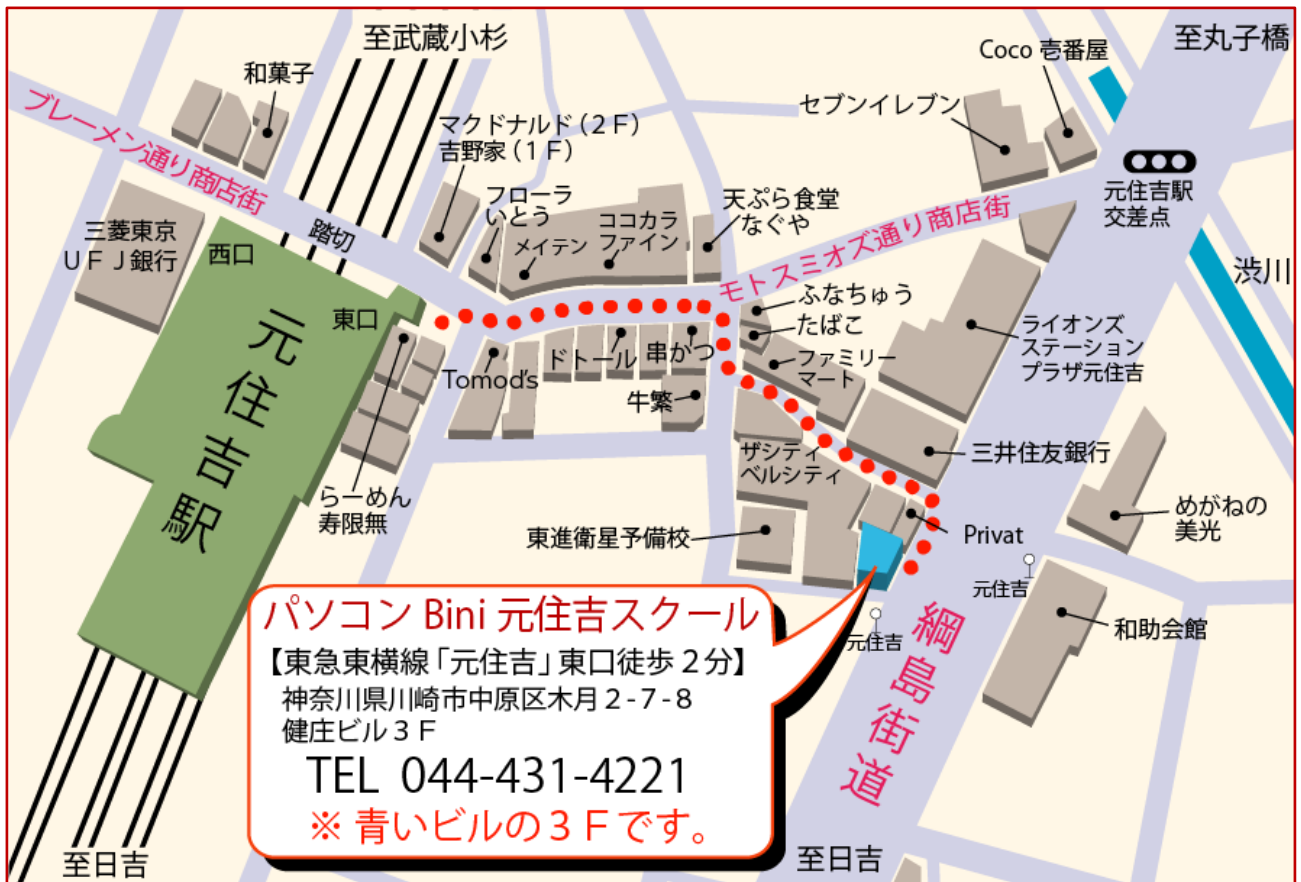 至武蔵小杉
和菓子
Coco 壱番屋
至丸子橋
セブンイレブン
ブレーメン通り商店街
マクドナルド(2F)
吉野家(1F)
フローラ
いとう
メイテン
ココカラ
ファイン
天ぷら食堂
なぐや
モトスミオズ通り商店街
元住吉駅
交差点
三菱東京
UFJ銀行
西口
踏切
東口
渋川
元住吉駅
ふなちゅう
たばこ
ファミリー
マート
ライオンズ
ステーション
プラザ元住吉
Tomod's
ドトール
串かつ
牛繁
ザシティ
ベルシティ
三井住友銀行
らーめん
寿限無
東進衛星予備校
Privat
めがねの
美光
元住吉
元住吉
和助会館
綱島街道
パソコン Bini 元住吉スクール
【東急東横線「元住吉」東口徒歩2分】
神奈川県川崎市中原区木月2-7-8
健庄ビル3F
TEL 044-431-4221
※ 青いビルの3Fです。
至日吉
至日吉